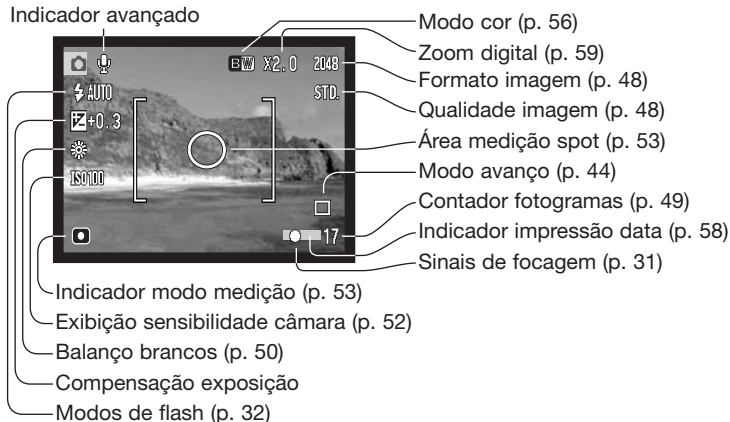 Indicador avançado
Modo cor (p. 56)
Zoom digital (p. 59)
Formato imagem (p. 48)
Qualidade imagem (p. 48)
Área medição spot (p. 53)
Modo avanço (p. 44)
Contador fotogramas (p. 49)
Indicador impressão data (p. 58)
Sinais de focagem (p. 31)
BW X2.0 2048
AUTO STD.
+0.3
ISO100
17
Indicador modo medição (p. 53)
Exibição sensibilidade câmara (p. 52)
Balanço brancos (p. 50)
Compensação exposição
Modos de flash (p. 32)